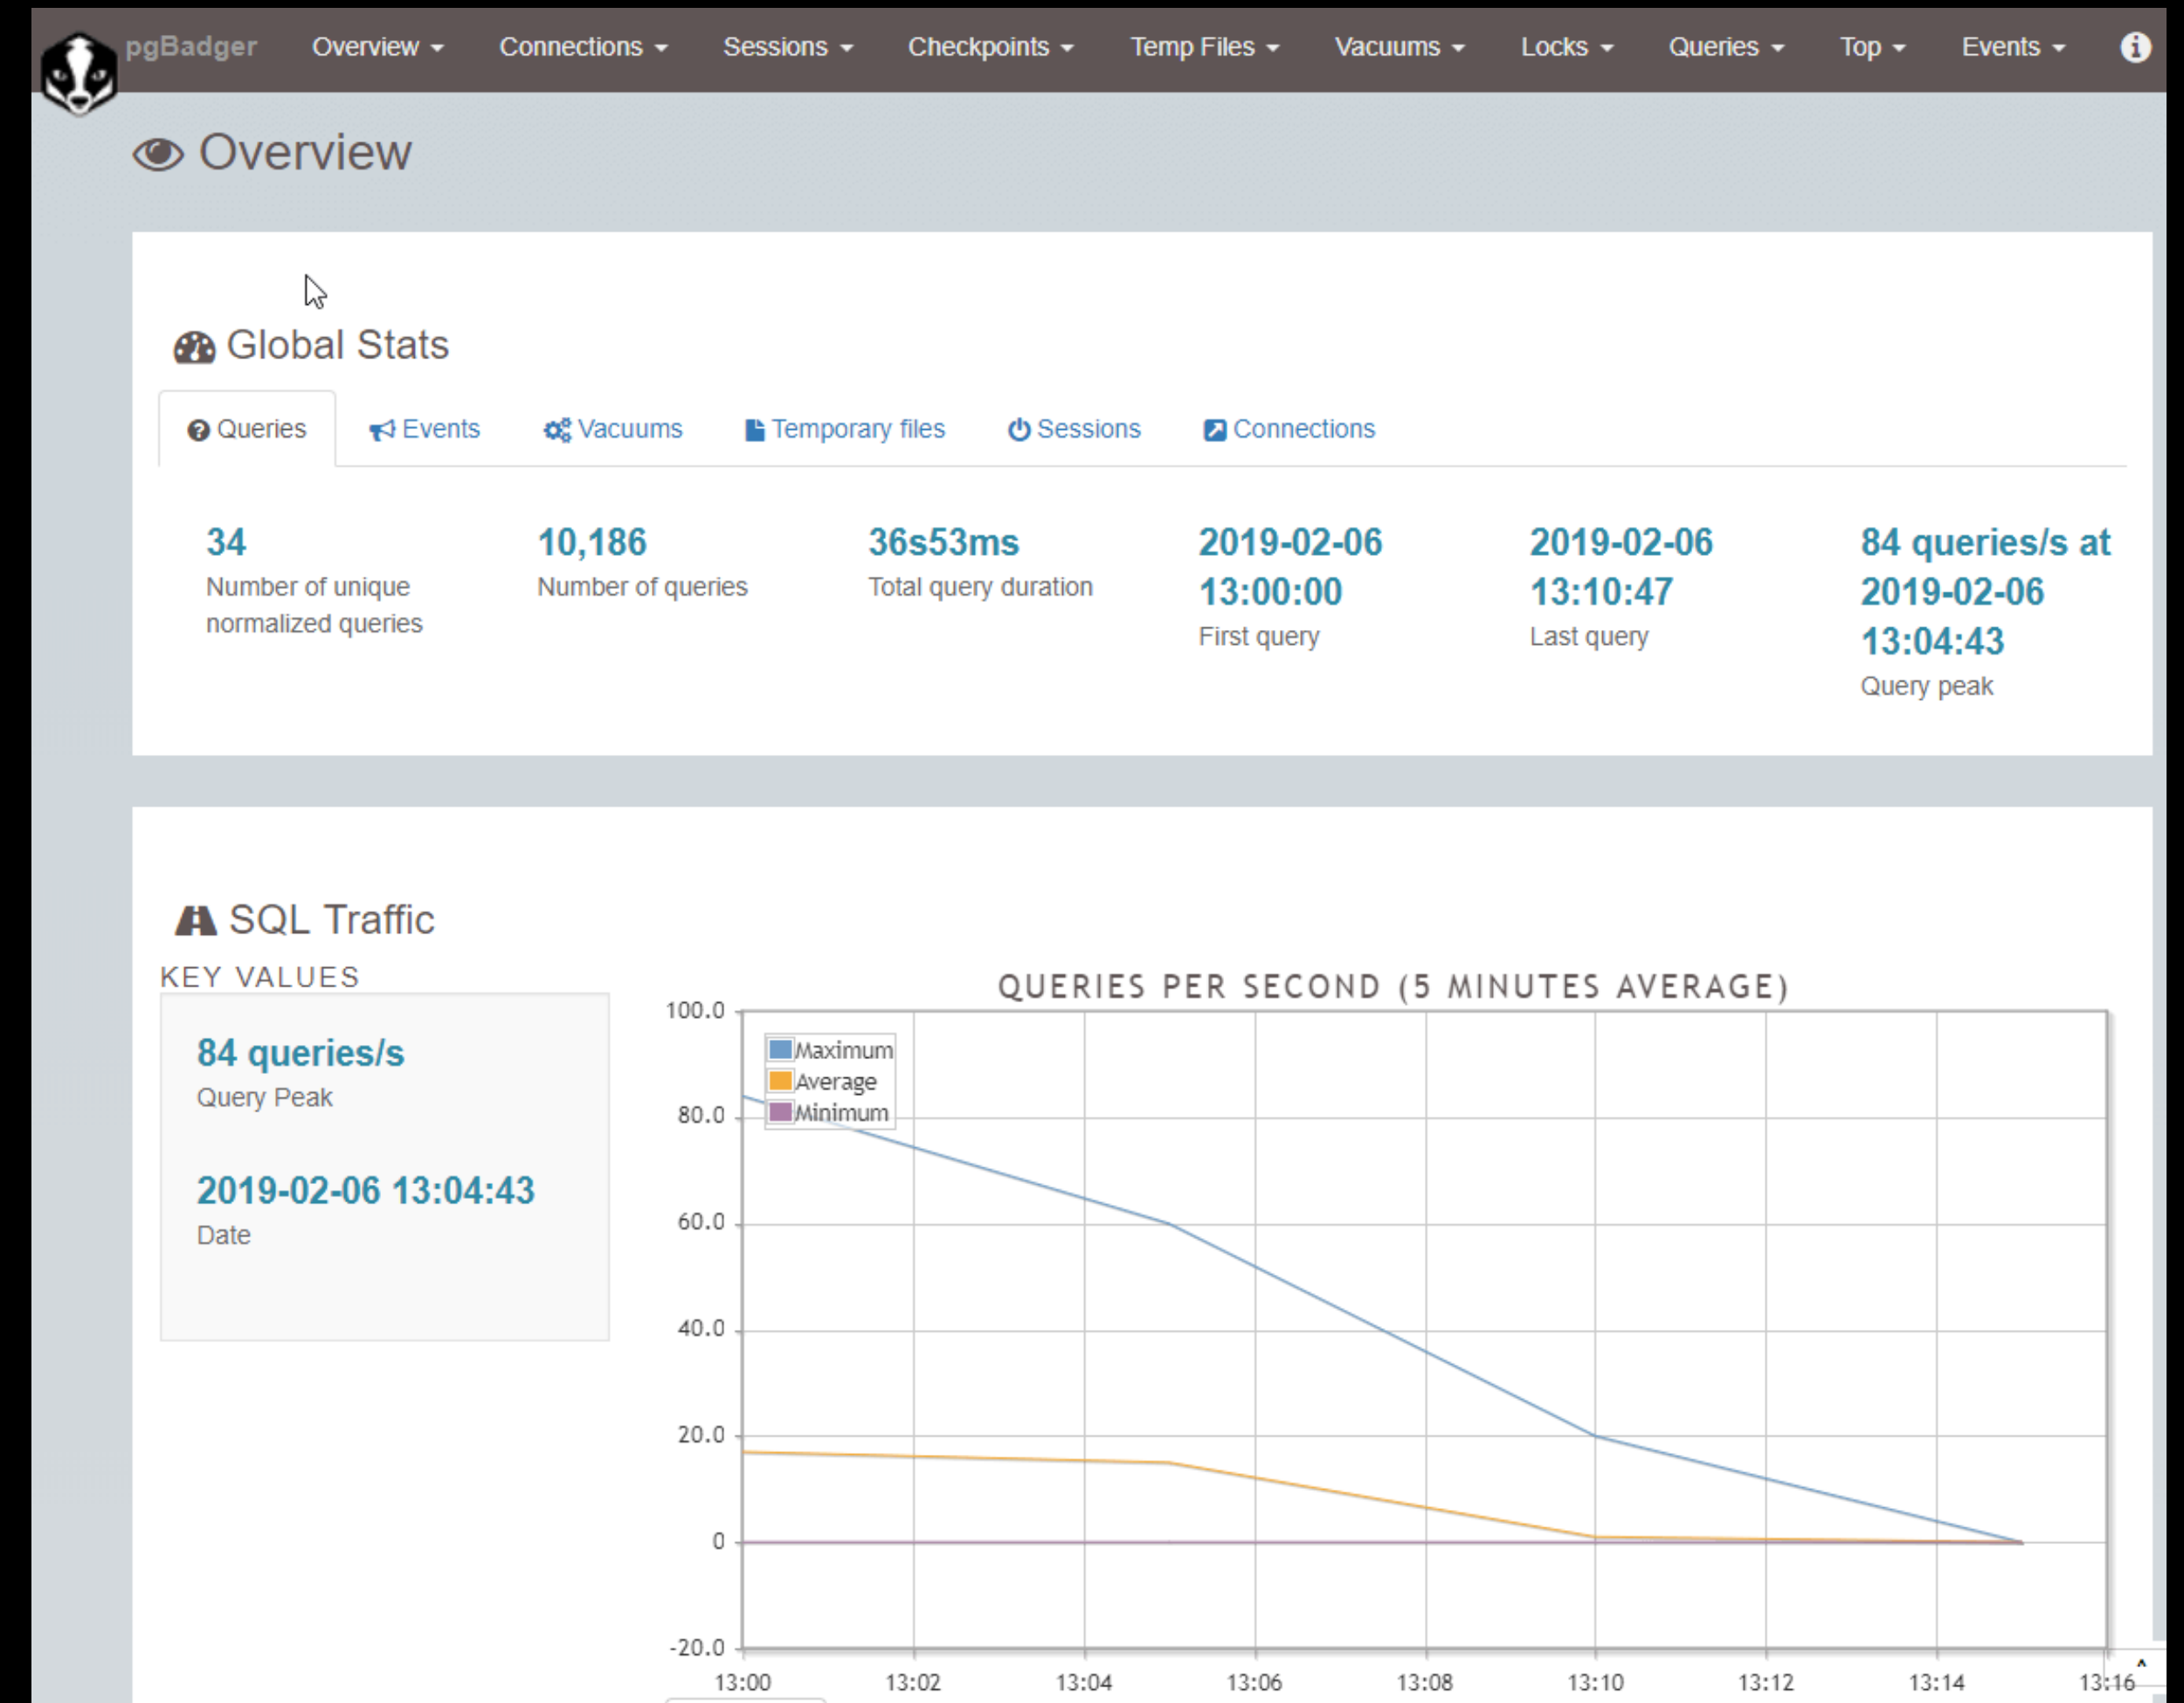 pgBadger Overview Connections Sessions Checkpoints Temp Files Vacuums Locks Queries Top Events
Overview
Global Stats
Queries Events Vacuums Temporary files Sessions Connections
34
Number of unique
normalized queries
10,186
Number of queries
36s53ms
Total query duration
2019-02-06
13:00:00
First query
2019-02-06
13:10:47
Last query
84 queries/s at
2019-02-06
13:04:43
Query peak
SQL Traffic
KEY VALUES
84 queries/s
Query Peak
2019-02-06 13:04:43
Date
QUERIES PER SECOND (5 MINUTES AVERAGE)
Maximum
Average
Minimum
100.0
80.0
60.0
40.0
20.0
0
-20.0
13:00 13:02 13:04 13:06 13:08 13:10 13:12 13:14 13:16